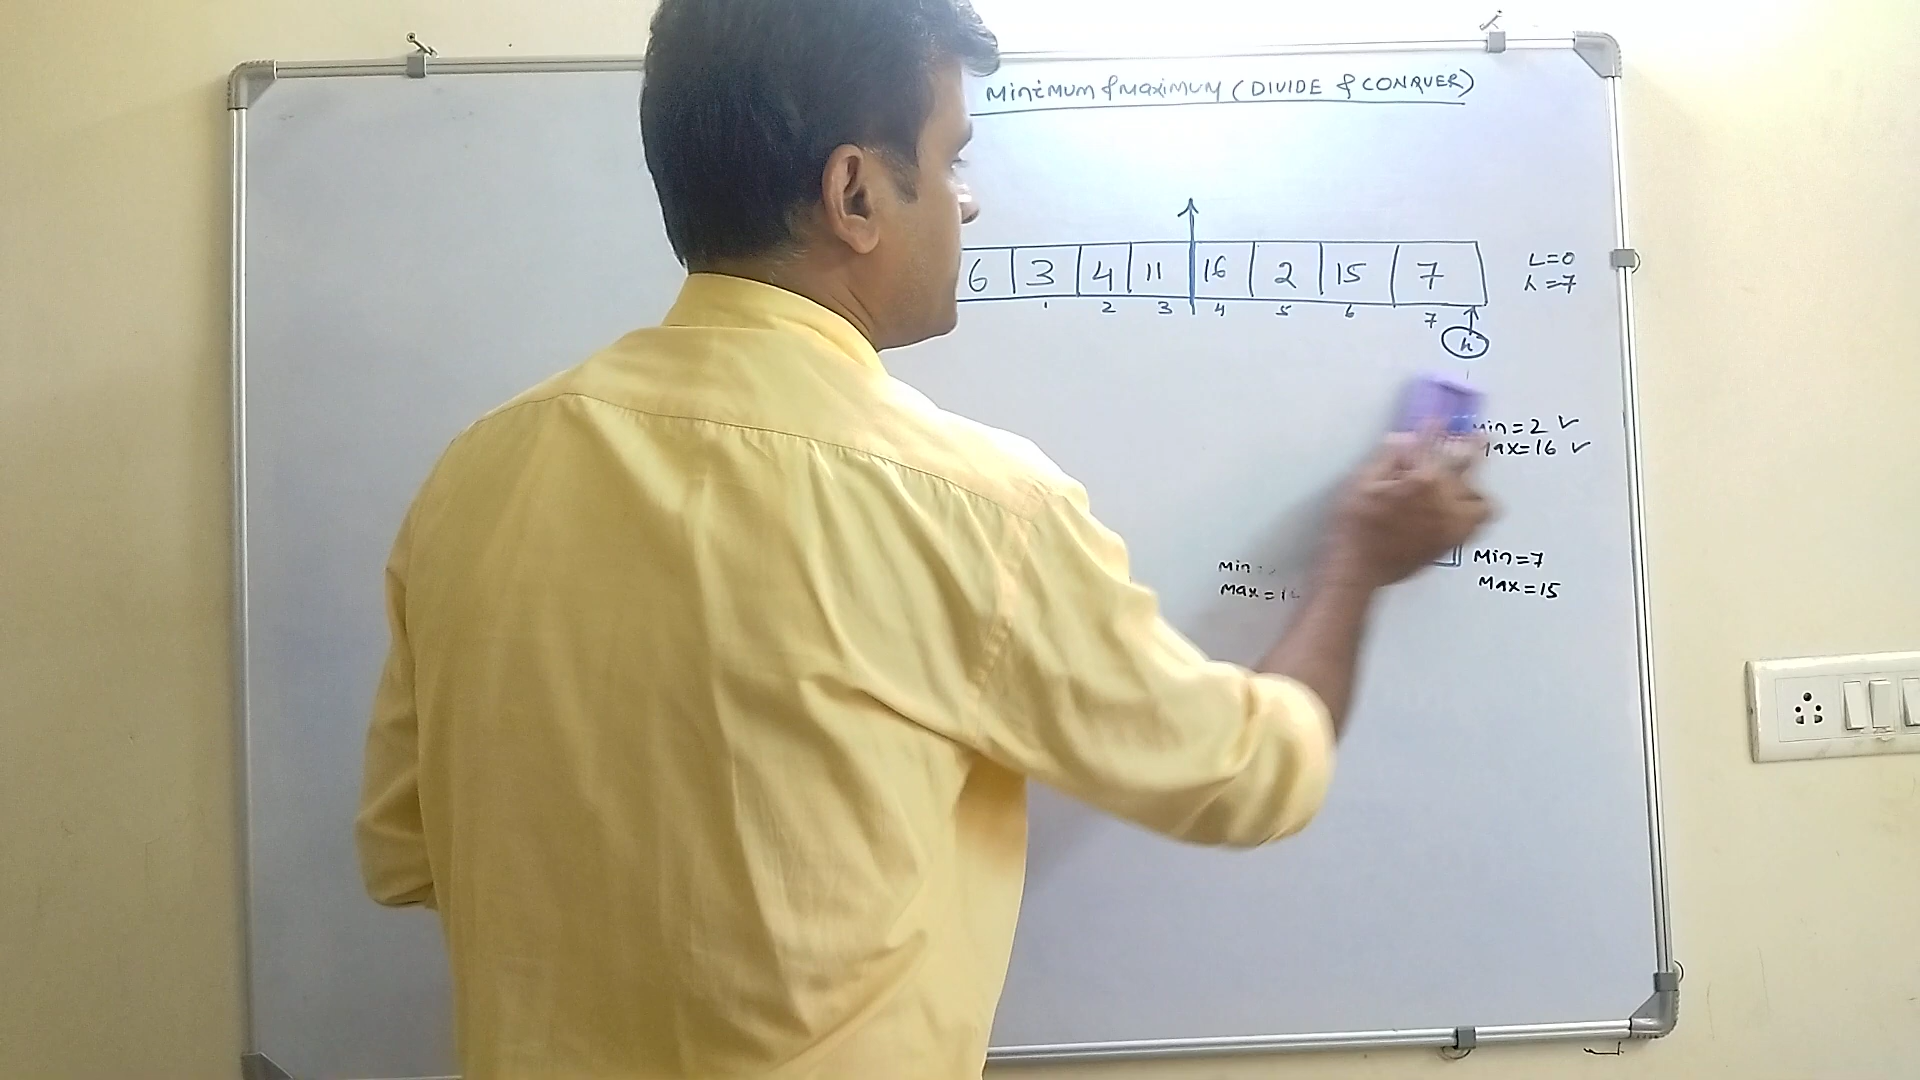 Minimum & Maximum (DIVIDE & CONQUER)
6 3 4 11 16 2 15 7
1 2 3 4 5 6 7
L=0
h=7
h
Min=2 ✓
Max=16 ✓
Min=7
Max=15
Min
Max =